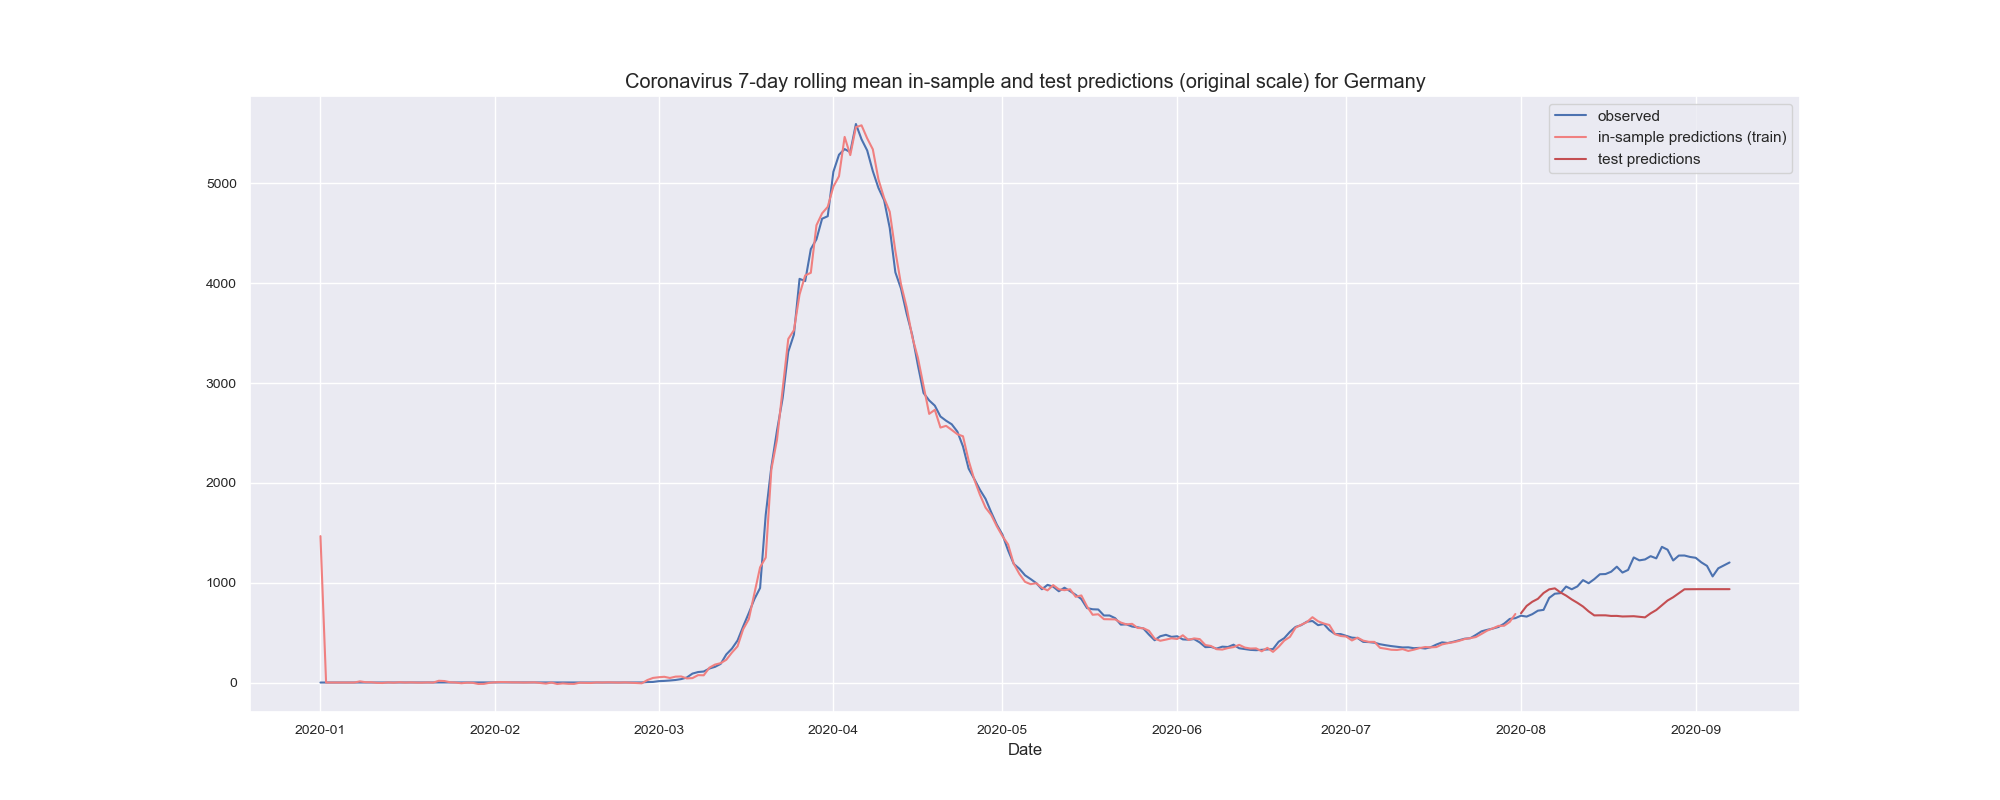 Coronavirus 7-day rolling mean in-sample and test predictions (original scale) for Germany
observed
in-sample predictions (train)
test predictions
5000
4000
3000
2000
1000
0
2020-01 2020-02 2020-03 2020-04 2020-05 2020-06 2020-07 2020-08 2020-09
Date